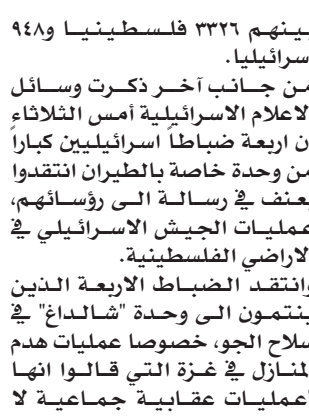 بينهم ٣٣٢٦ فلسطينيا و٩٤٨
سرائيليا.
من جانب آخر ذكرت وسائل
لاعلام الاسرائيلية أمس الثلاثاء
ن اربعة ضباطاً اسرائيليين كباراً
من وحدة خاصة بالطيران انتقدوا
بعنف في رسالة الى رؤسائهم،
عمليات الجيش الاسرائيلي في
لاراضي الفلسطينية.
وانتقد الضباط الاربعة الذين
ينتمون الى وحدة "شالداغ" في
سلاح الجو، خصوصا عمليات هدم
لمنازل في غزة التي قالوا انها
عمليات عقابية جماعية لا